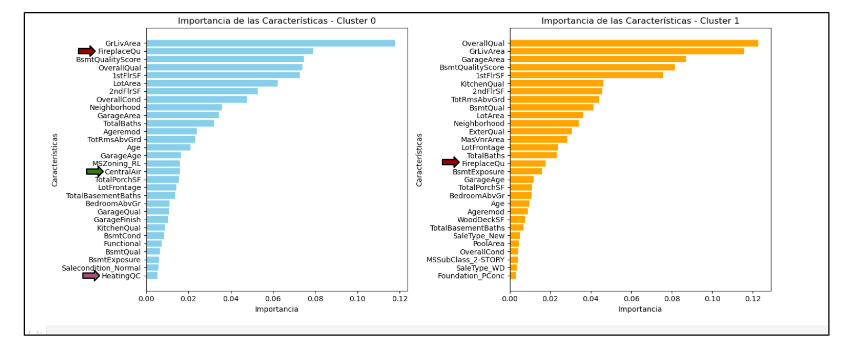 Importancia de las Características - Cluster 0
GrLivArea
FireplaceQu
BsmtQualityScore
OverallQual
1stFlrSF
LotArea
2ndFlrSF
OverallCond
Neighborhood
GarageArea
TotalBaths
Ageremod
TotRmsAbvGrd
Age
GarageAge
MSZoning_RL
CentralAir
TotalPorchSF
LotFrontage
TotalBasementBaths
BedroomAbvGr
GarageQual
GarageFinish
KitchenQual
BsmtCond
Functional
BsmtQual
BsmtExposure
Salecondition_Normal
HeatingQC
Características
0.00 0.02 0.04 0.06 0.08 0.10 0.12
Importancia
Importancia de las Características - Cluster 1
OverallQual
GrLivArea
GarageArea
BsmtQualityScore
1stFlrSF
KitchenQual
2ndFlrSF
TotRmsAbvGrd
BsmtQual
LotArea
Neighborhood
ExterQual
MasVnrArea
LotFrontage
TotalBaths
FireplaceQu
BsmtExposure
GarageAge
TotalPorchSF
BedroomAbvGr
Age
Ageremod
WoodDeckSF
TotalBasementBaths
SaleType_New
PoolArea
OverallCond
MSSubClass_2-STORY
SaleType_WD
Foundation_PConc
Características
0.00 0.02 0.04 0.06 0.08 0.10 0.12
Importancia